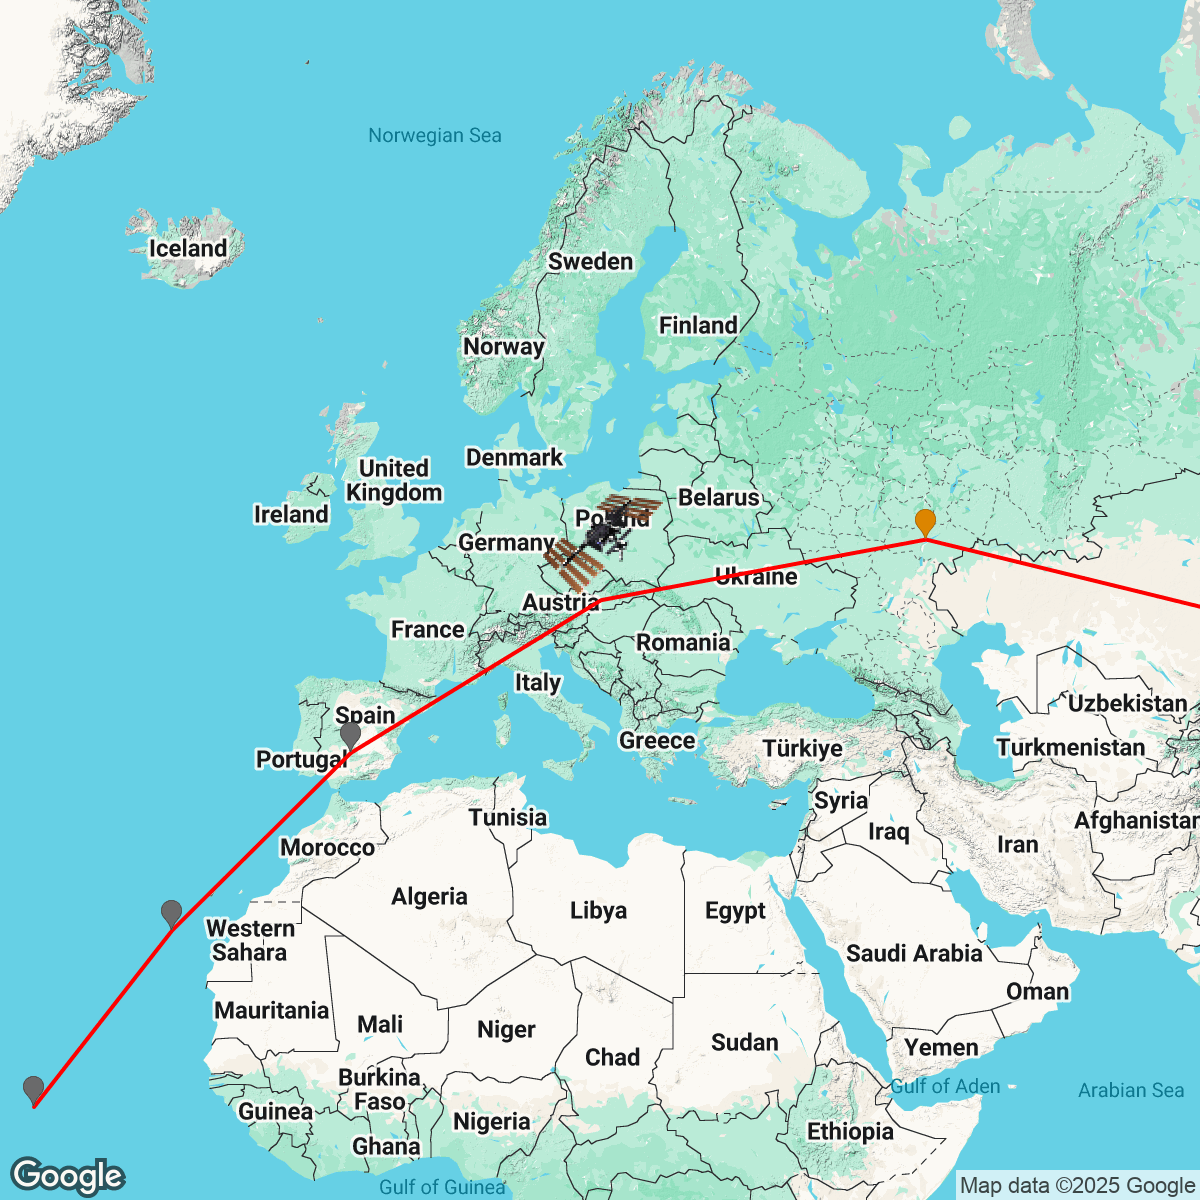 Norwegian Sea
Iceland
Sweden
Finland
Norway
Denmark
United
Kingdom
Ireland
Belarus
Poland
Germany
Ukraine
Austria
France
Romania
Italy
Spain
Portugal
Greece
Türkiye
Uzbekistan
Turkmenistan
Syria
Afghanistan
Iraq
Iran
Tunisia
Morocco
Algeria
Libya
Egypt
Western
Sahara
Saudi Arabia
Oman
Mauritania
Mali
Niger
Chad
Sudan
Yemen
Burkina
Faso
Gulf of Aden
Arabian Sea
Guinea
Nigeria
Ghana
Ethiopia
Gulf of Guinea
Google
Map data ©2025 Google